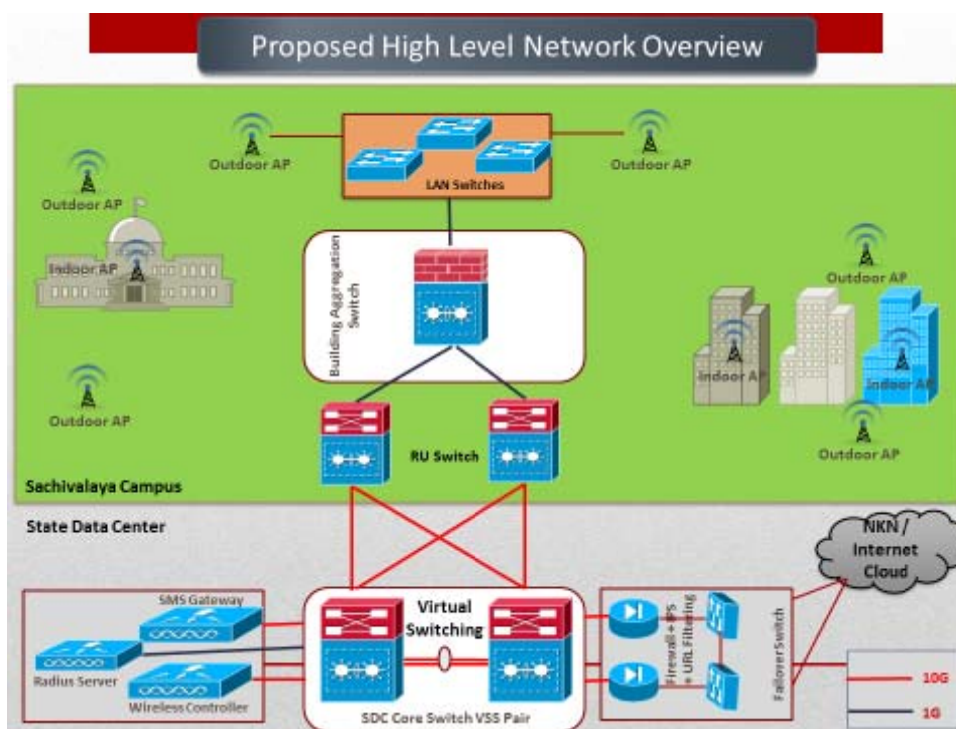 Proposed High Level Network Overview
Outdoor AP
Outdoor AP
LAN Switches
Outdoor AP
Indoor AP
Building Aggregation
Switch
Outdoor AP
Indoor AP
Indoor AP
Outdoor AP
Outdoor AP
RU Switch
Sachivalaya Campus
State Data Center
NKN /
Internet
Cloud
SMS Gateway
Radius Server
Wireless Controller
Virtual
Switching
SDC Core Switch VSS Pair
Firewall + IPS
+ URL Filtering
Failover Switch
10G
1G